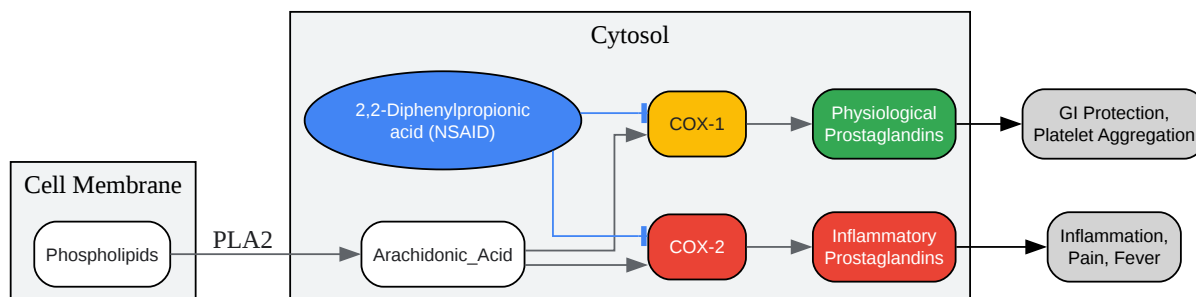 Cytosol
2,2-Diphenylpropionic
acid (NSAID)
COX-1
Physiological
Prostaglandins
GI Protection,
Platelet Aggregation
Cell Membrane
Phospholipids
PLA2
Arachidonic_Acid
COX-2
Inflammatory
Prostaglandins
Inflammation,
Pain, Fever